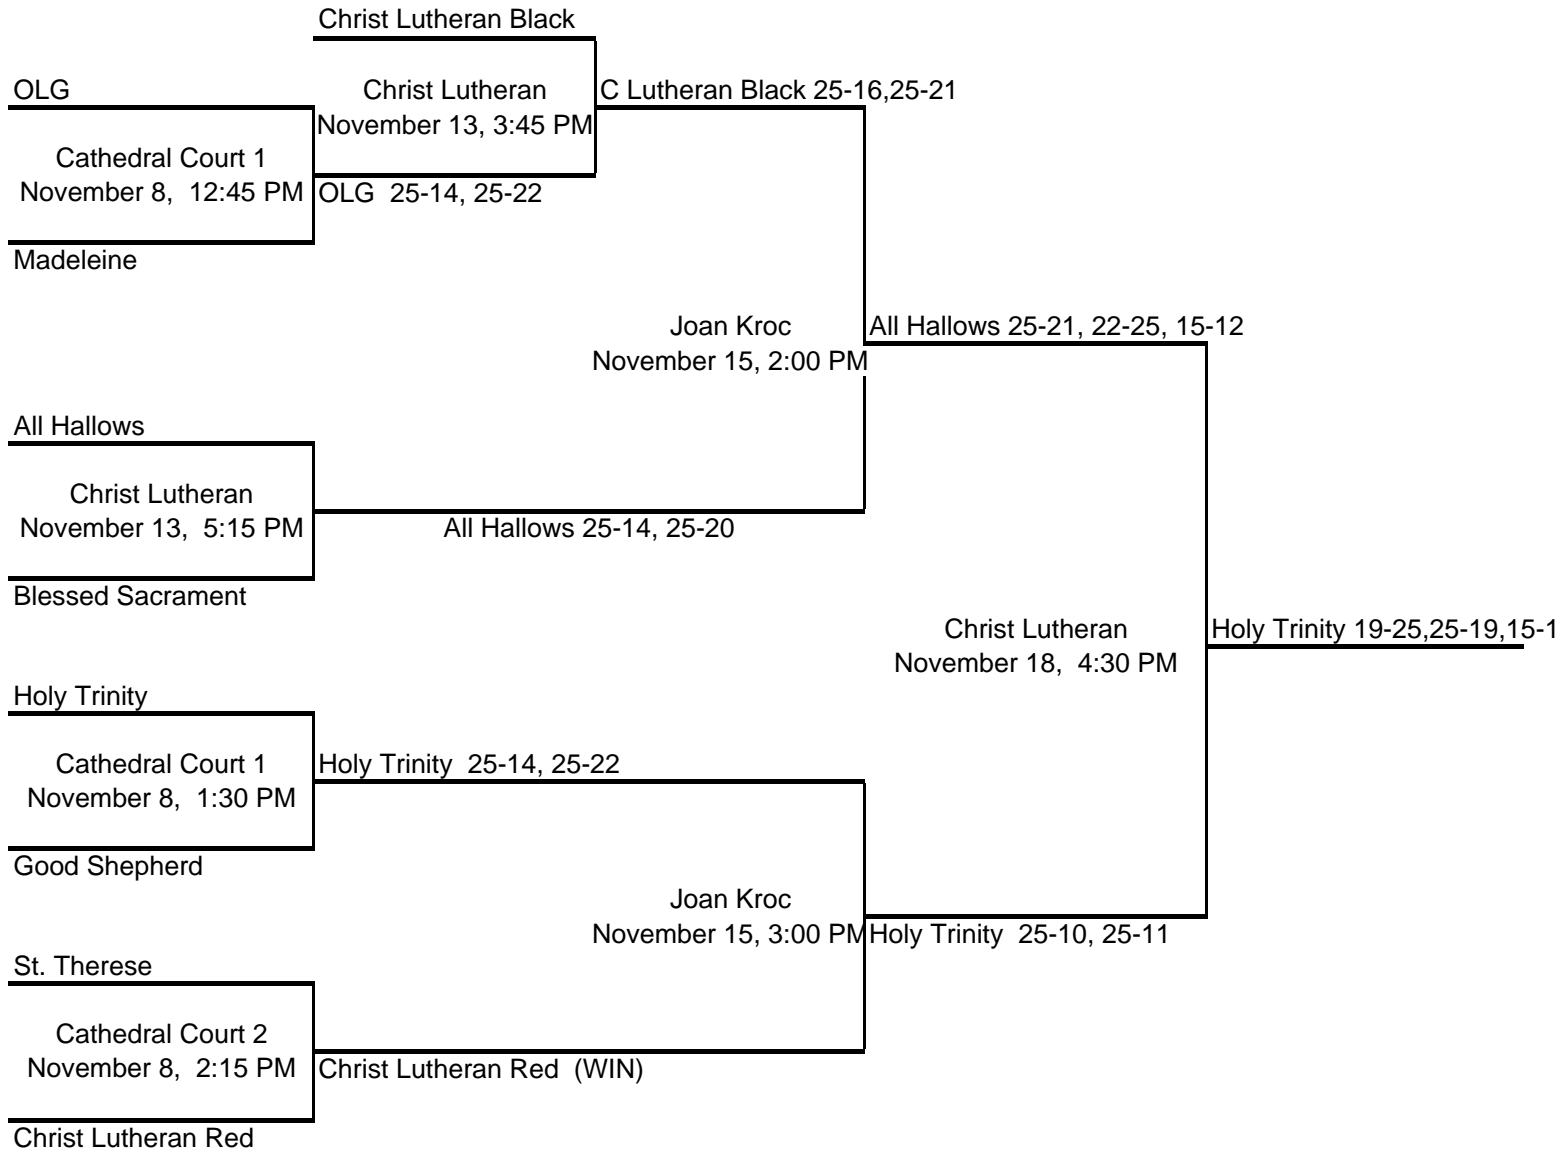 Christ Lutheran Black
OLG
Christ Lutheran
C Lutheran Black 25-16,25-21
November 13, 3:45 PM
Cathedral Court 1
November 8,  12:45 PM
OLG  25-14, 25-22
Madeleine
Joan Kroc
All Hallows 25-21, 22-25, 15-12
November 15, 2:00 PM
All Hallows
Christ Lutheran
November 13,  5:15 PM
All Hallows 25-14, 25-20
Blessed Sacrament
Christ Lutheran
Holy Trinity 19-25,25-19,15-1
November 18,  4:30 PM
Holy Trinity
Cathedral Court 1
Holy Trinity  25-14, 25-22
November 8,  1:30 PM
Good Shepherd
Joan Kroc
November 15, 3:00 PM
Holy Trinity  25-10, 25-11
St. Therese
Cathedral Court 2
November 8,  2:15 PM
Christ Lutheran Red  (WIN)
Christ Lutheran Red